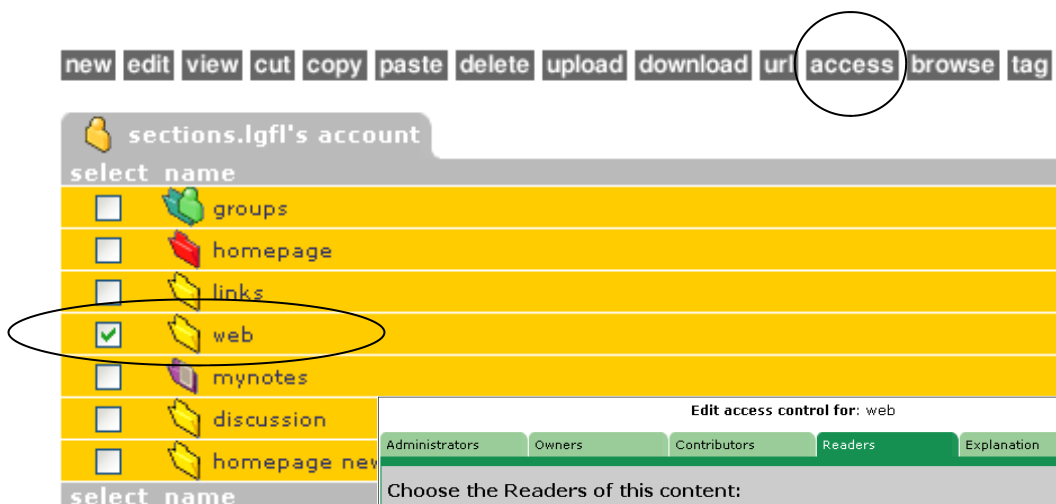 new edit view cut copy paste delete upload download url access browse tag
sections.lgfl's account
select name
groups
homepage
links
web
mynotes
discussion
homepage new
select name
Edit access control for: web
Administrators Owners Contributors Readers Explanation
Choose the Readers of this content: